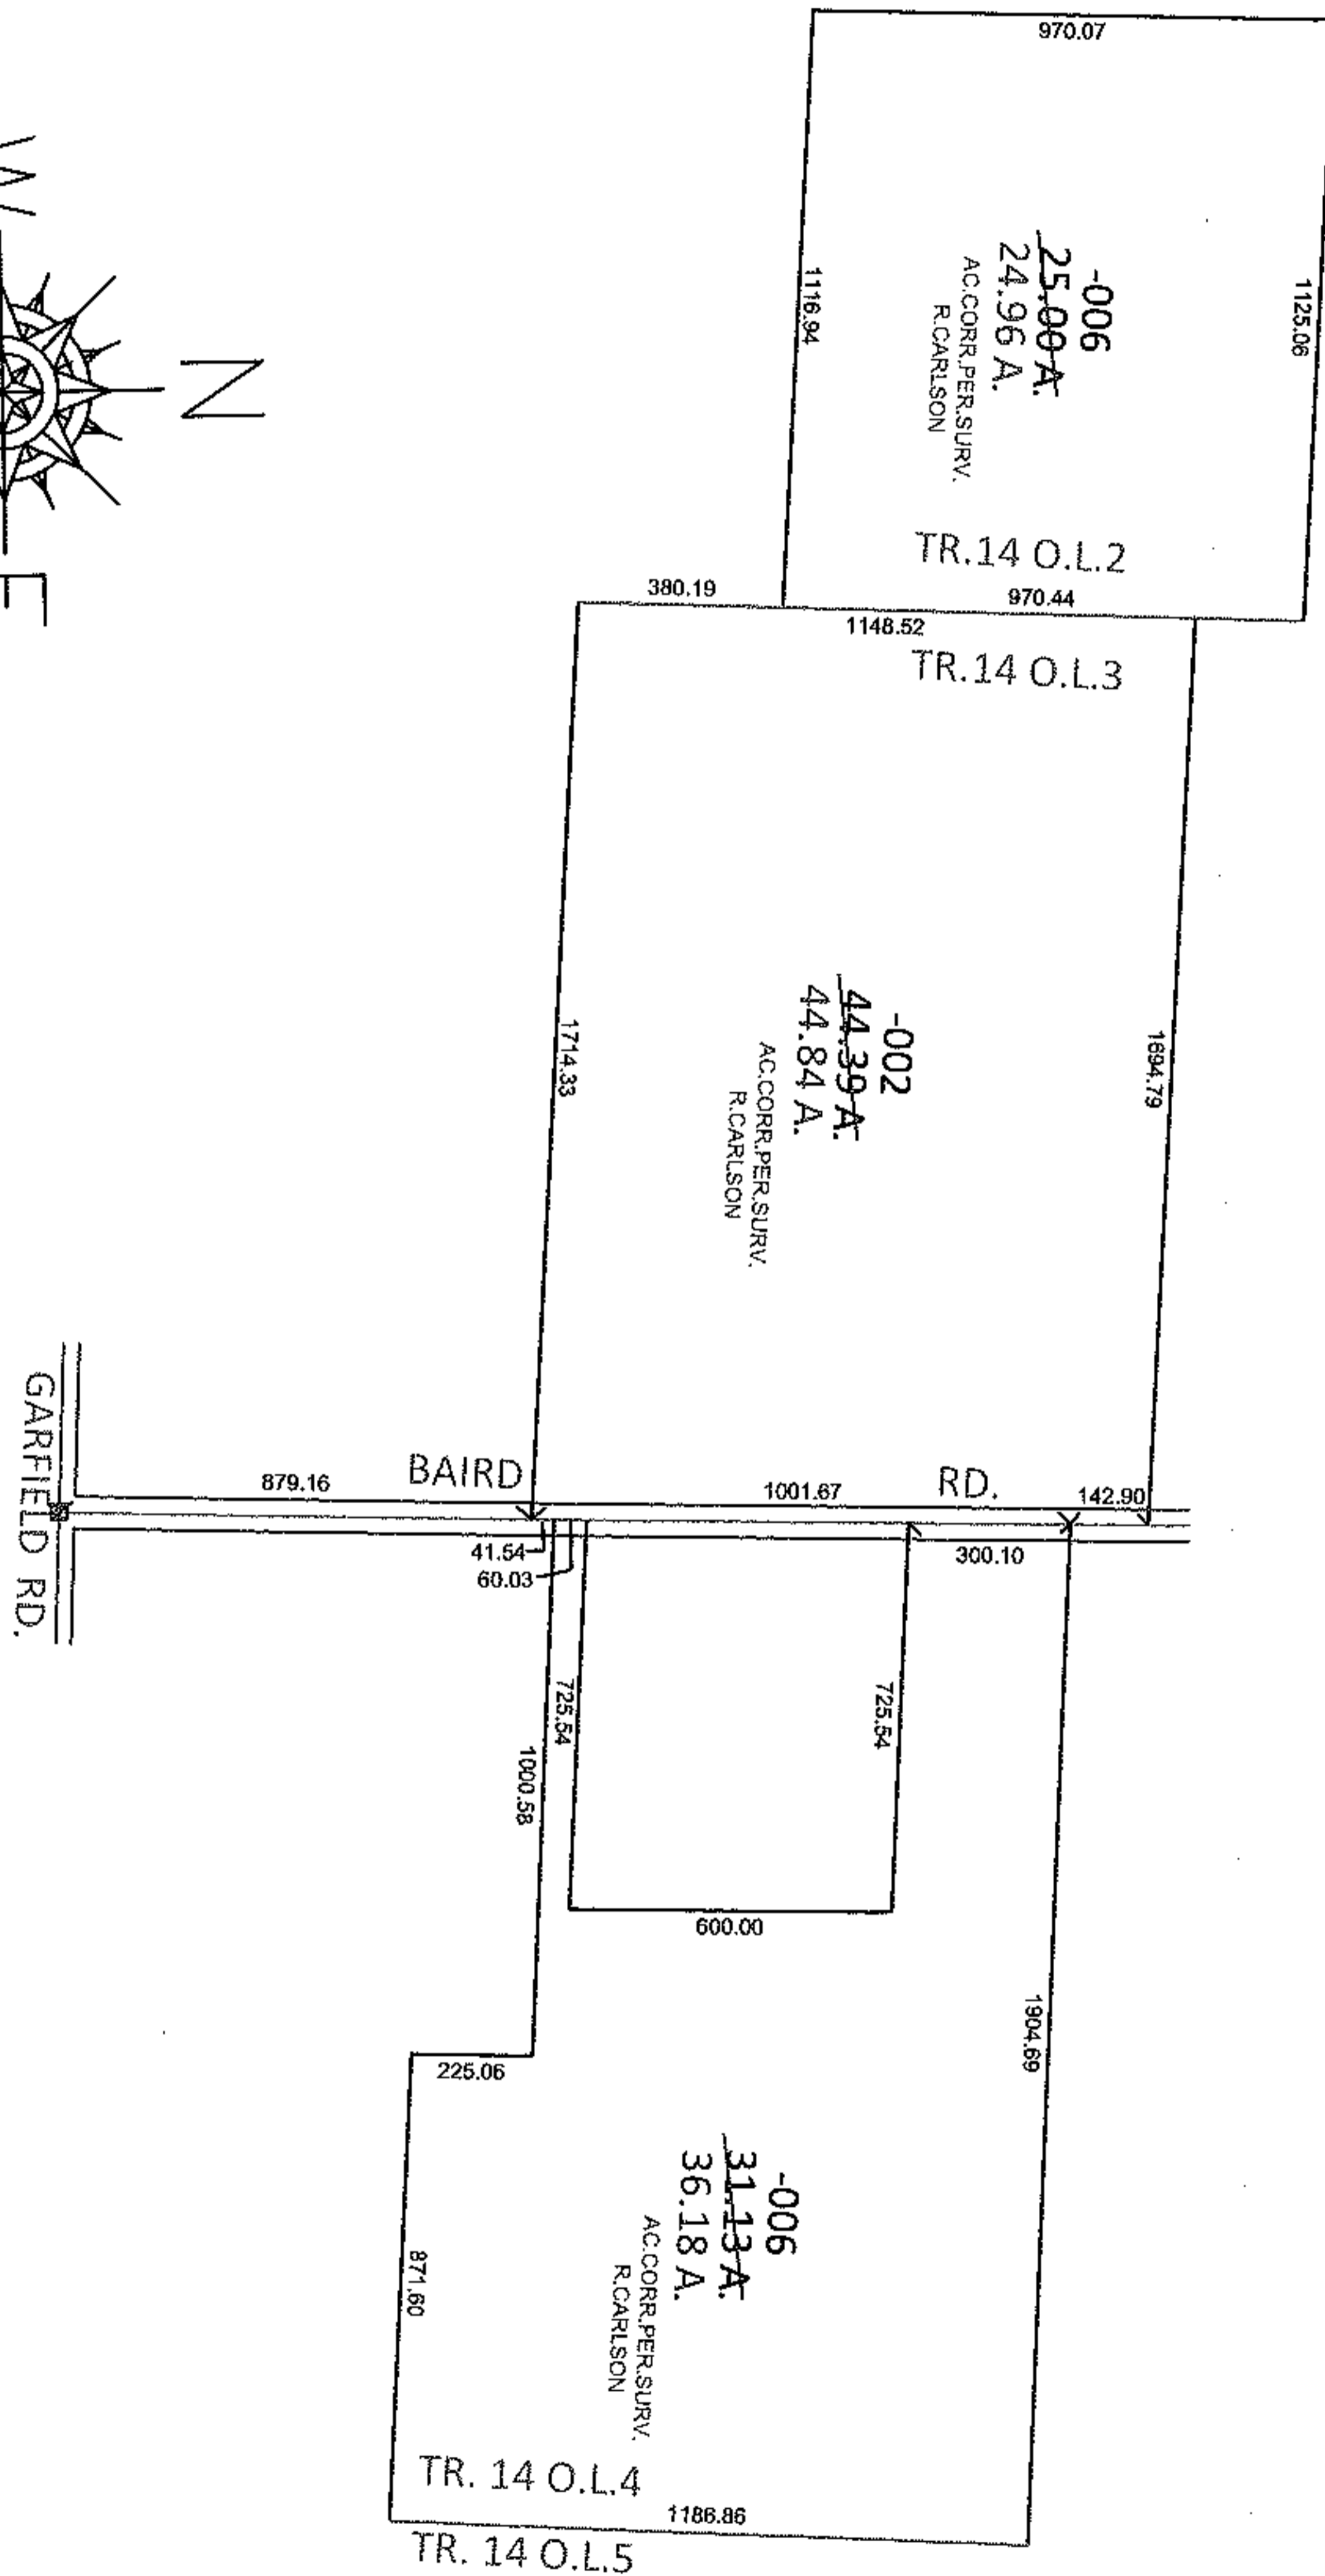 970.07
1125.06
-006
25.00 A.
24.96 A.
AC.CORR.PER.SURV.
R.CARLSON
1116.94
TR.14 O.L.2
380.19
970.44
1148.52
TR.14 O.L.3
W
N
E
1694.79
-002
44.39 A.
44.84 A.
AC.CORR.PER.SURV.
R.CARLSON
1714.33
GARFIELD RD.
879.16
BAIRD
1001.67
RD.
142.90
41.54
60.03
300.10
725.54
725.54
1000.58
600.00
1904.69
225.06
-006
31.13 A.
36.18 A.
AC.CORR.PER.SURV.
R.CARLSON
871.60
TR. 14 O.L.4
1186.86
TR. 14 O.L.5